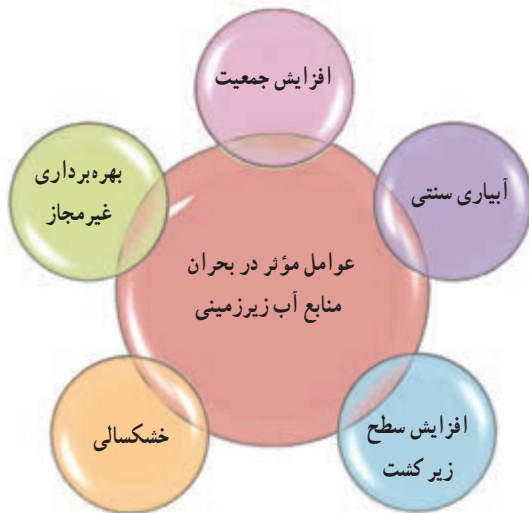 افزایش جمعیت
آبیاری سنتی
بهره‌برداری
غیرمجاز
عوامل مؤثر در بحران
منابع آب زیرزمینی
افزایش سطح
زیر کشت
خشکسالی